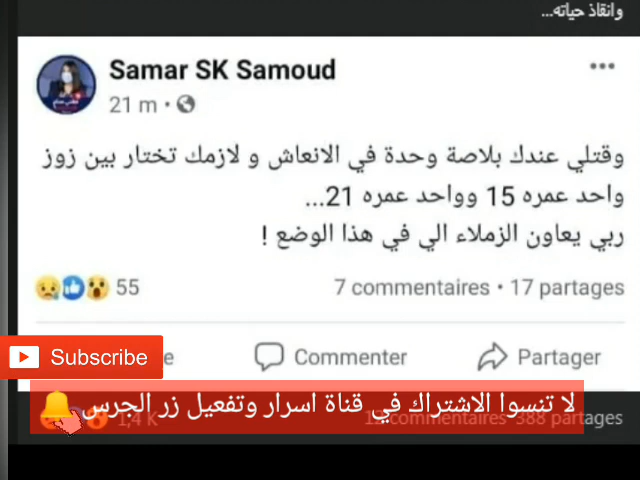 وانقاذ حياته...
Samar SK Samoud
21 m
وقتلي عندك بلاصة وحدة في الانعاش و لازمك تختار بين زوز
واحد عمره 15 وواحد عمره 21...
ربي يعاون الزملاء الي في هذا الوضع !
55
7 commentaires • 17 partages
Subscribe
e
Commenter
Partager
لا تنسوا الاشتراك في قناة اسرار وتفعيل زر الجرس
1,4 K
commentaires 388 partages